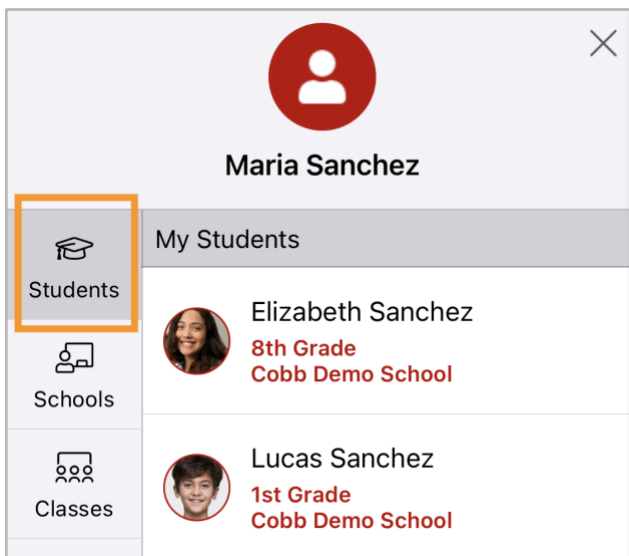 Maria Sanchez
Students
My Students
Elizabeth Sanchez
8th Grade
Cobb Demo School
Schools
Lucas Sanchez
1st Grade
Cobb Demo School
Classes